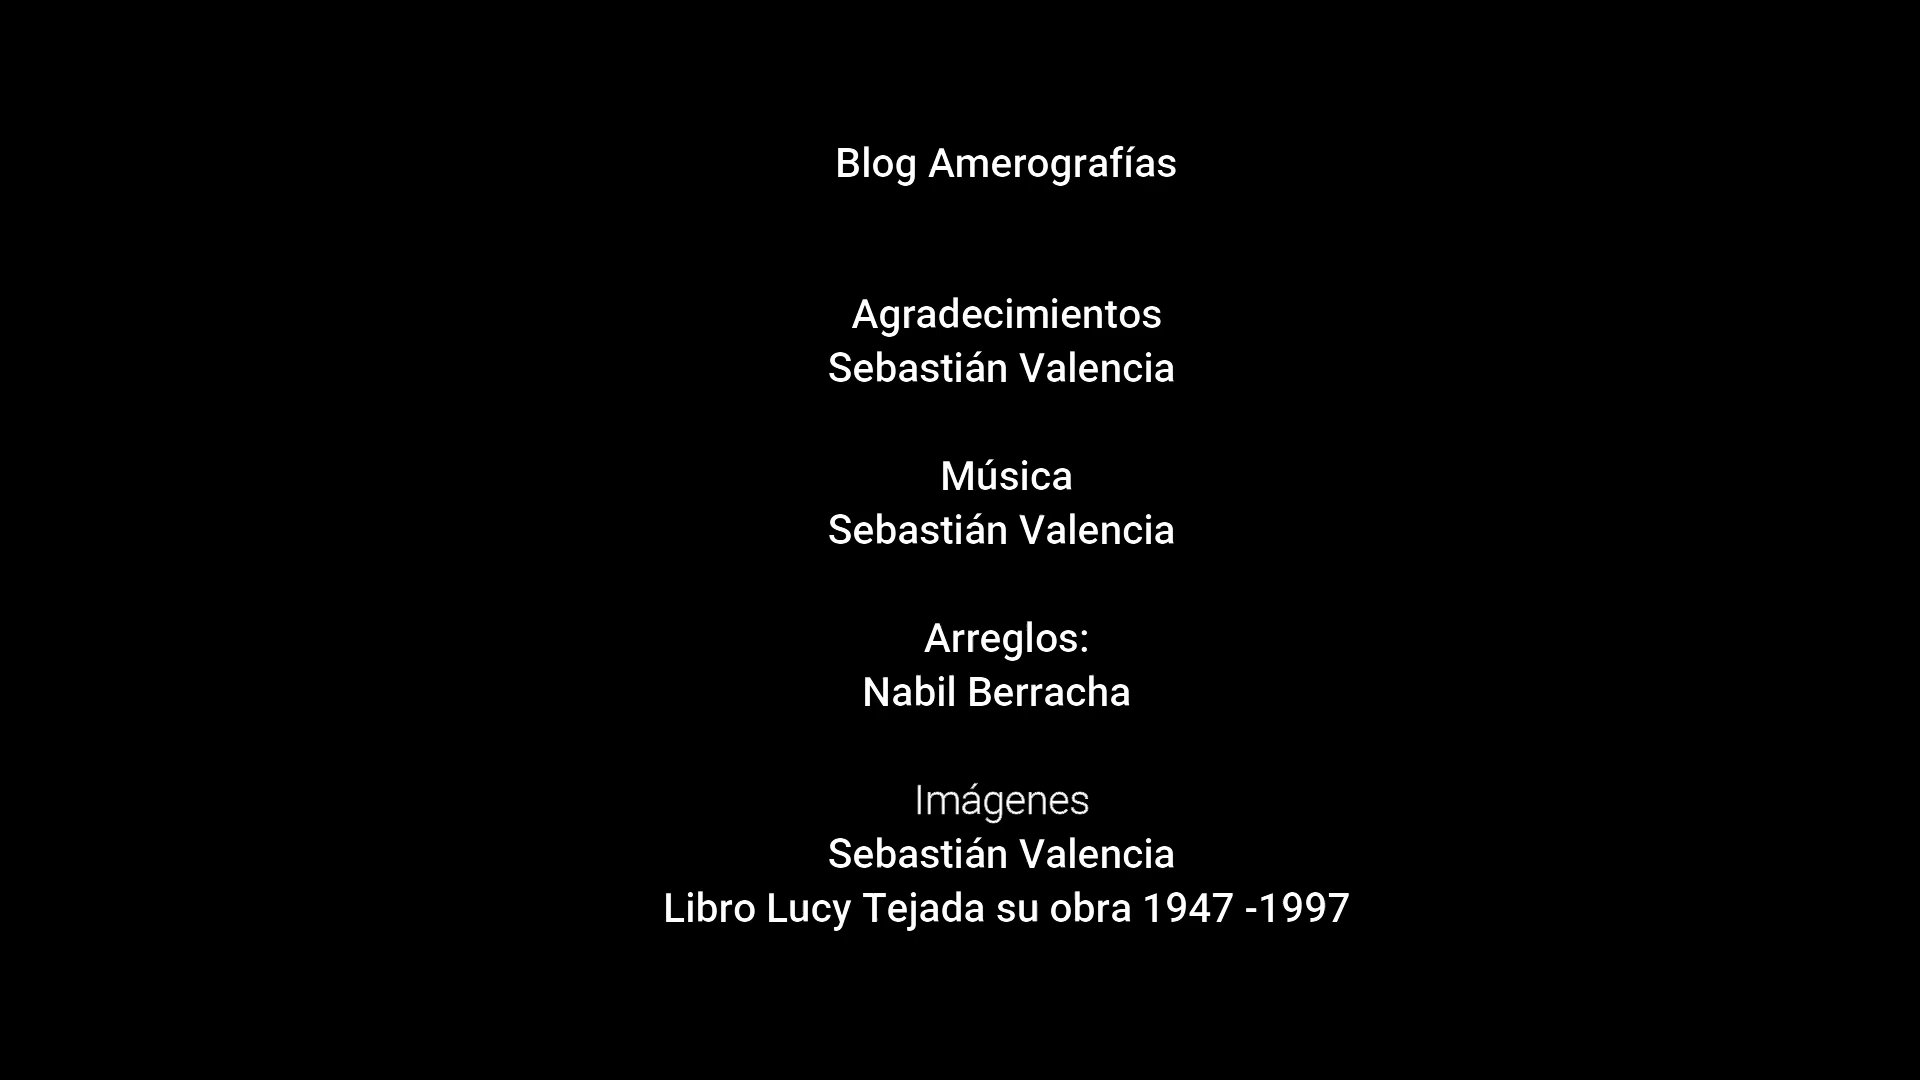 Blog Amerografías
Agradecimientos
Sebastián Valencia
Música
Sebastián Valencia
Arreglos:
Nabil Berracha
Imágenes
Sebastián Valencia
Libro Lucy Tejada su obra 1947 -1997